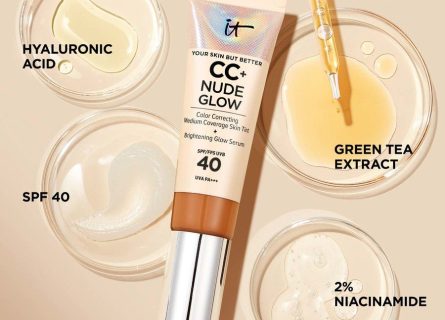 HYALURONIC
ACID
it
YOUR SKIN BUT BETTER
CC+
NUDE
GLOW
Color Correcting
Medium Coverage Skin Tint
+
Brightening Glow Serum
SPF/FPS UVB
40
UVA PA+++
GREEN TEA
EXTRACT
SPF 40
2%
NIACINAMIDE